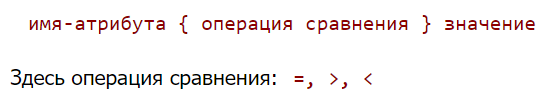 имя-атрибута { операция сравнения } значение
Здесь операция сравнения: =, >, <